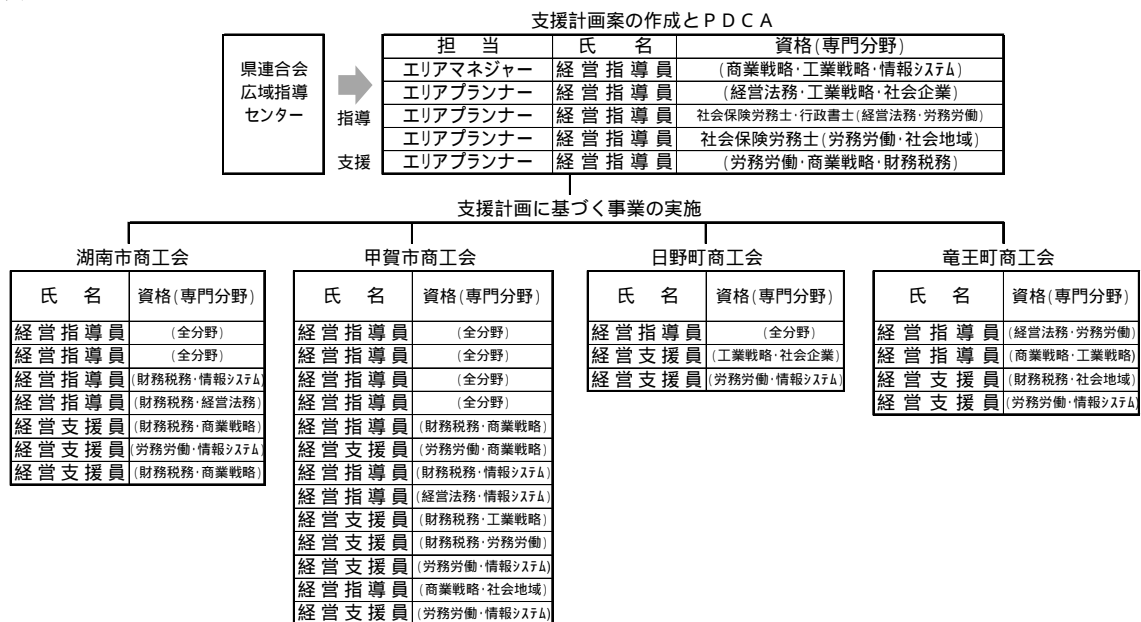 支援計画案の作成とＰＤＣＡ
県連合会
広域指導
センター
指導
支援
担　当 氏　名 資格(専門分野)
エリアマネジャー 経営指導員 (商業戦略･工業戦略･情報ｼｽﾃﾑ)
エリアプランナー 経営指導員 (経営法務･工業戦略･社会企業)
エリアプランナー 経営指導員 社会保険労務士･行政書士(経営法務･労務労働)
エリアプランナー 経営指導員 社会保険労務士(労務労働･社会地域)
エリアプランナー 経営指導員 (労務労働･商業戦略･財務税務)
支援計画に基づく事業の実施
湖南市商工会
氏　名 資格(専門分野)
経営指導員 (全分野)
経営指導員 (全分野)
経営指導員 (財務税務･情報ｼｽﾃﾑ)
経営指導員 (財務税務･経営法務)
経営支援員 (財務税務･商業戦略)
経営支援員 (労務労働･情報ｼｽﾃﾑ)
経営支援員 (財務税務･商業戦略)
甲賀市商工会
氏　名 資格(専門分野)
経営指導員 (全分野)
経営指導員 (全分野)
経営指導員 (全分野)
経営指導員 (全分野)
経営指導員 (財務税務･商業戦略)
経営支援員 (労務労働･商業戦略)
経営指導員 (財務税務･情報ｼｽﾃﾑ)
経営指導員 (経営法務･情報ｼｽﾃﾑ)
経営支援員 (財務税務･工業戦略)
経営支援員 (財務税務･労務労働)
経営支援員 (労務労働･情報ｼｽﾃﾑ)
経営指導員 (商業戦略･社会地域)
経営支援員 (労務労働･情報ｼｽﾃﾑ)
日野町商工会
氏　名 資格(専門分野)
経営指導員 (全分野)
経営支援員 (工業戦略･社会企業)
経営支援員 (労務労働･情報ｼｽﾃﾑ)
竜王町商工会
氏　名 資格(専門分野)
経営指導員 (経営法務･労務労働)
経営指導員 (商業戦略･工業戦略)
経営支援員 (財務税務･社会地域)
経営支援員 (労務労働･情報ｼｽﾃﾑ)